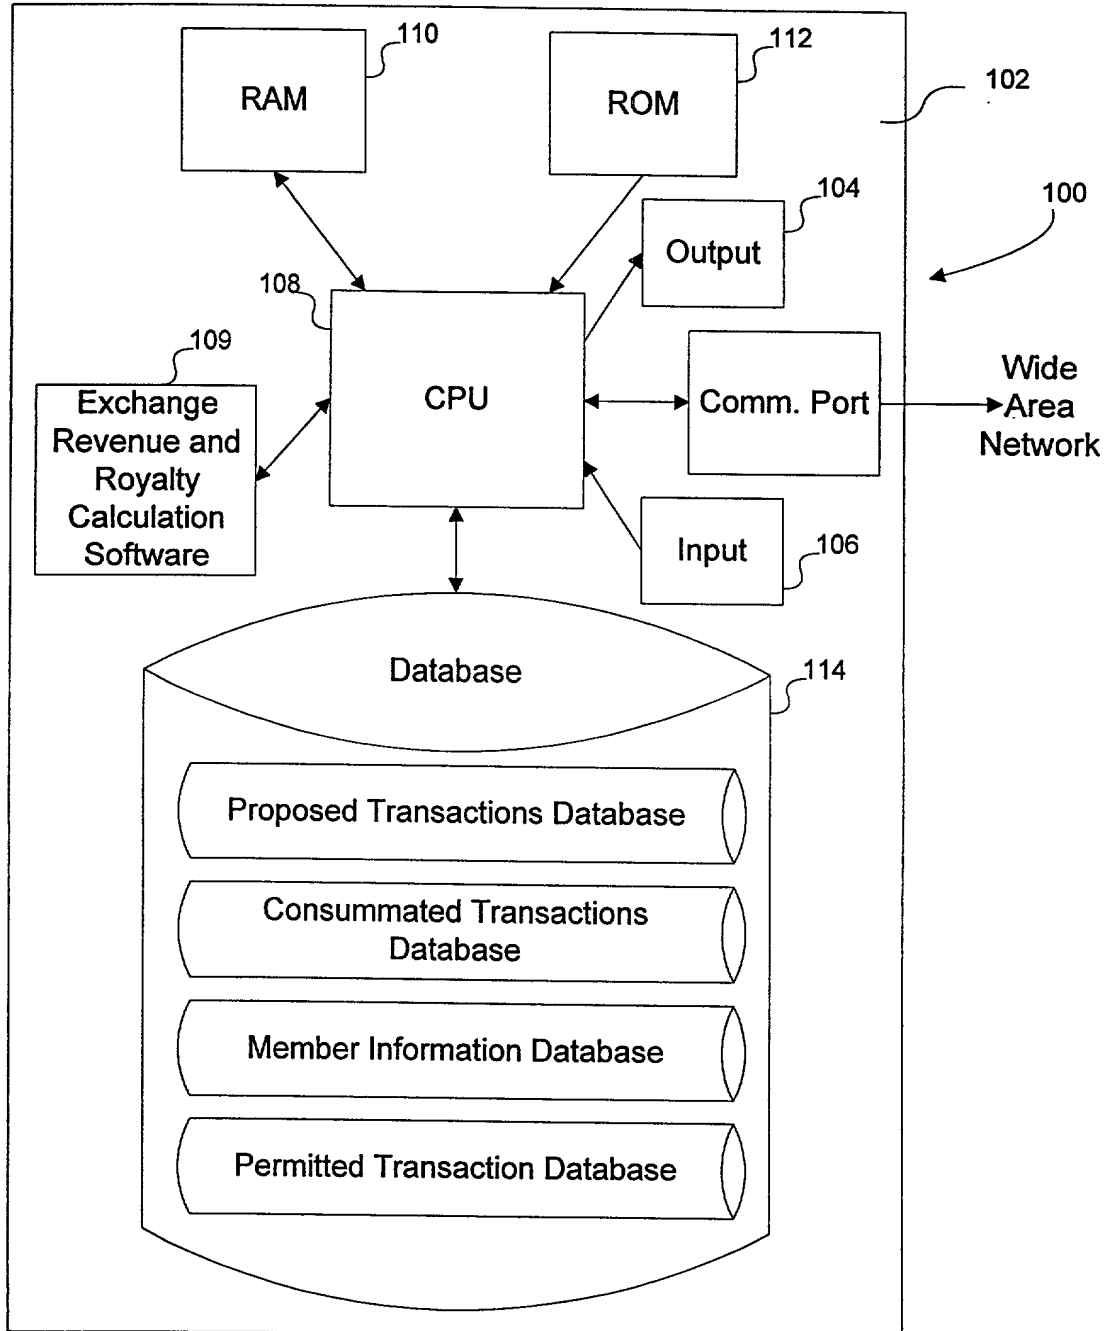 110
RAM
112
ROM
102
104
Output
100
108
CPU
109
Exchange
Revenue and
Royalty
Calculation
Software
Comm. Port
Wide
Area
Network
Input
106
Database
114
Proposed Transactions Database
Consummated Transactions
Database
Member Information Database
Permitted Transaction Database